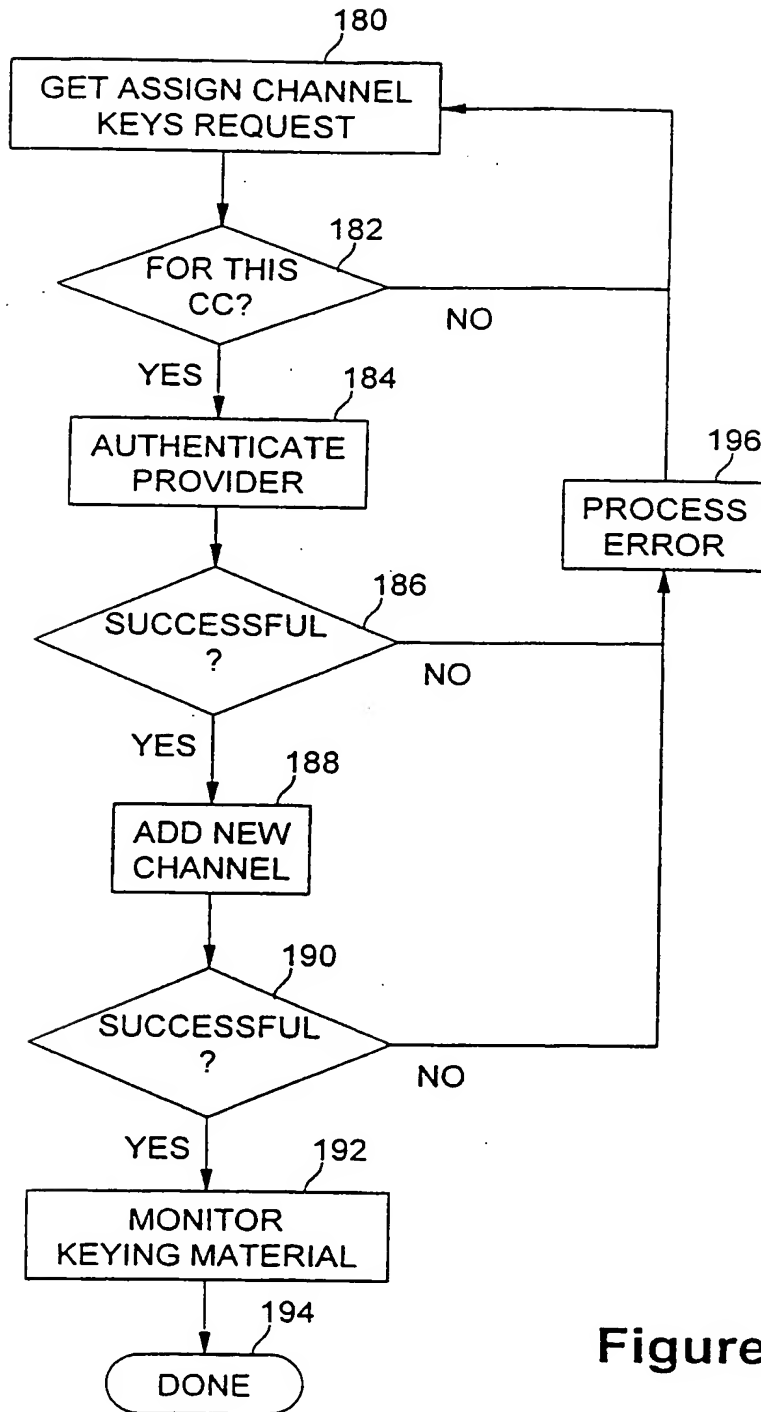 180
GET ASSIGN CHANNEL
KEYS REQUEST
182
FOR THIS
CC?
NO
YES
184
AUTHENTICATE
PROVIDER
196
PROCESS
ERROR
186
SUCCESSFUL
?
NO
YES
188
ADD NEW
CHANNEL
190
SUCCESSFUL
?
NO
YES
192
MONITOR
KEYING MATERIAL
194
DONE
Figure